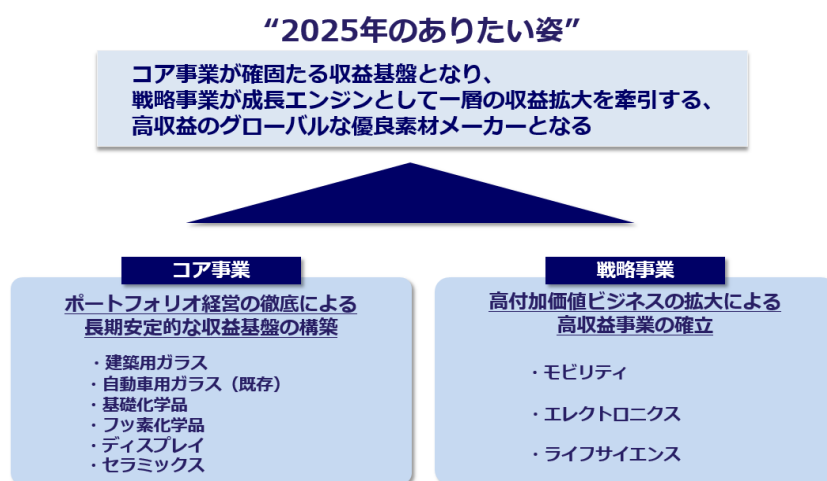 “2025年のありたい姿”
コア事業が確固たる収益基盤となり、
戦略事業が成長エンジンとして一層の収益拡大を牽引する、
高収益のグローバルな優良素材メーカーとなる
コア事業
ポートフォリオ経営の徹底による
長期安定的な収益基盤の構築
・建築用ガラス
・自動車用ガラス（既存）
・基礎化学品
・フッ素化学品
・ディスプレイ
・セラミックス
戦略事業
高付加価値ビジネスの拡大による
高収益事業の確立
・モビリティ
・エレクトロニクス
・ライフサイエンス